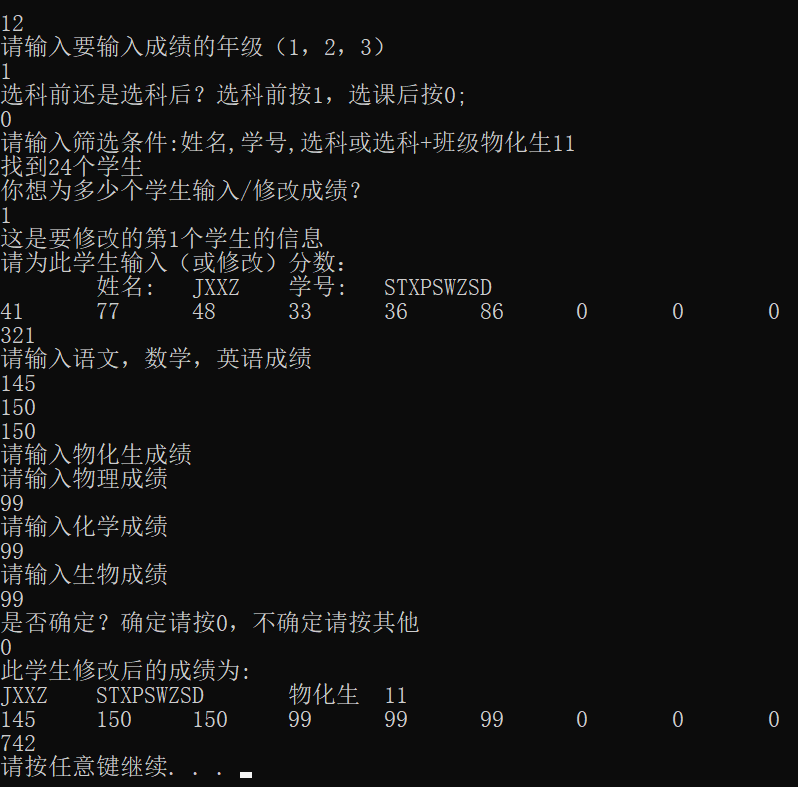 12
请输入要输入成绩的年级（1，2，3）
1
选科前还是选科后？选科前按1，选课后按0;
0
请输入筛选条件:姓名,学号,选科或选科+班级物化生11
找到24个学生
你想为多少个学生输入/修改成绩？
1
这是要修改的第1个学生的信息
请为此学生输入（或修改）分数：
姓名： JXXZ 学号： STXPSWZSD
41 77 48 33 36 86 0 0 0
321
请输入语文，数学，英语成绩
145
150
150
请输入物化生成绩
请输入物理成绩
99
请输入化学成绩
99
请输入生物成绩
99
是否确定？确定请按0，不确定请按其他
0
此学生修改后的成绩为:
JXXZ STXPSWZSD 物化生 11
145 150 150 99 99 99 0 0 0
742
请按任意键继续. . .